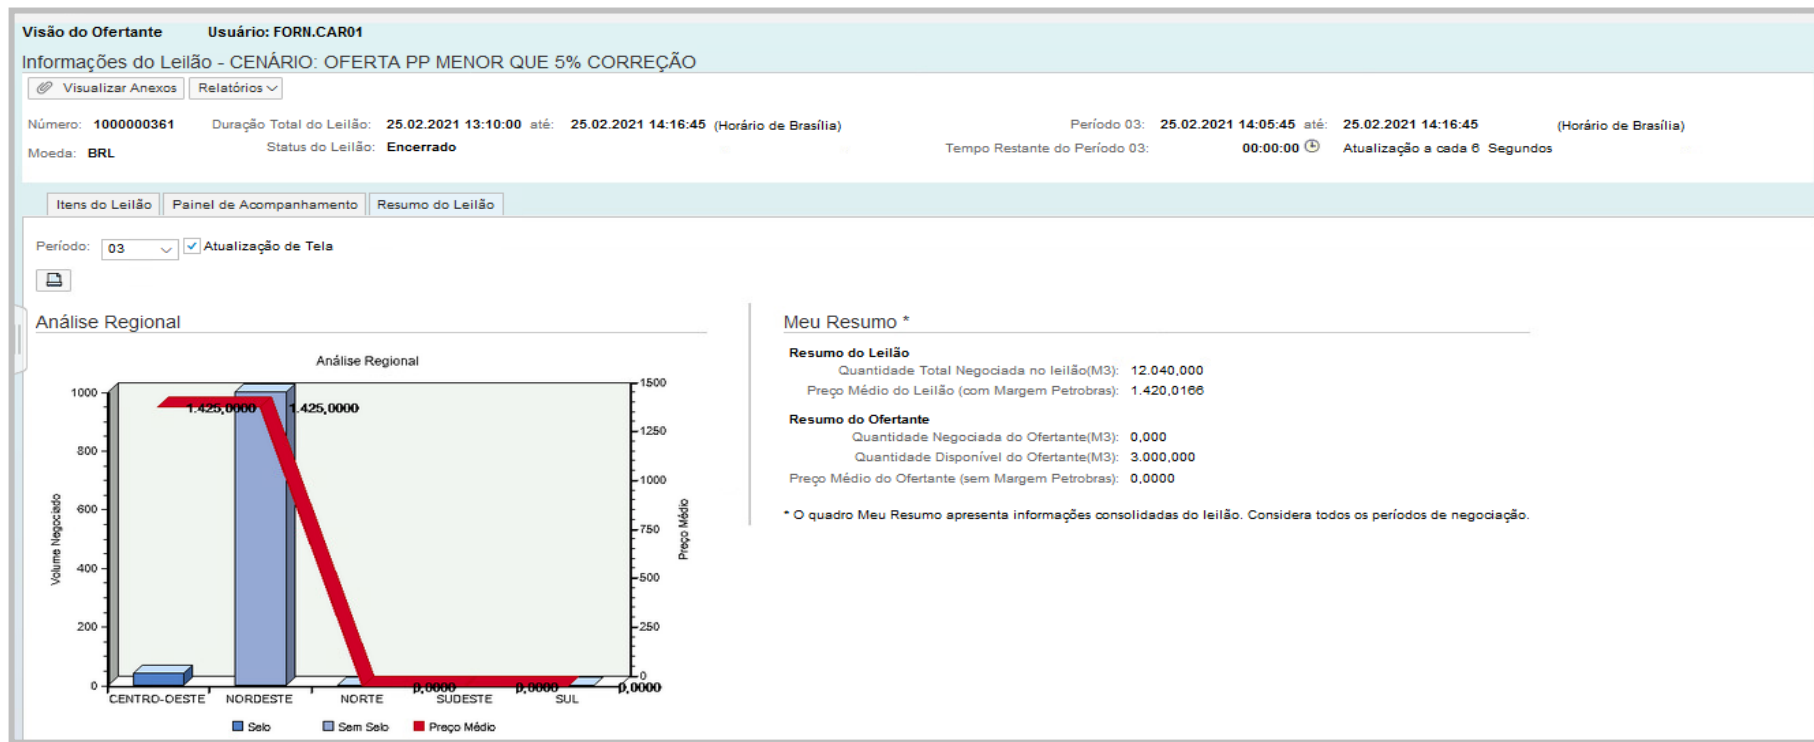 Visão do Ofertante Usuário: FORN.CAR01
Informações do Leilão - CENÁRIO: OFERTA PP MENOR QUE 5% CORREÇÃO
Visualizar Anexos Relatórios
Número: 1000000361 Duração Total do Leilão: 25.02.2021 13:10:00 até: 25.02.2021 14:16:45 (Horário de Brasília) Período 03: 25.02.2021 14:05:45 até: 25.02.2021 14:16:45 (Horário de Brasília)
Moeda: BRL Status do Leilão: Encerrado Tempo Restante do Período 03: 00:00:00 Atualização a cada 6 Segundos
Itens do Leilão Painel de Acompanhamento Resumo do Leilão
Período: 03 Atualização de Tela
Análise Regional
Análise Regional
1000
800
600
400
200
0
Volume Negociado
1.425,0000 1.425,0000
0,0000 0,0000 0,0000
1500
1250
1000
750
500
250
0
Preço Médio
CENTRO-OESTE NORDESTE NORTE SUDESTE SUL
Selo Sem Selo Preço Médio
Meu Resumo *
Resumo do Leilão
Quantidade Total Negociada no leilão(M3): 12.040,000
Preço Médio do Leilão (com Margem Petrobras): 1.420,0166
Resumo do Ofertante
Quantidade Negociada do Ofertante(M3): 0,000
Quantidade Disponível do Ofertante(M3): 3.000,000
Preço Médio do Ofertante (sem Margem Petrobras): 0,0000
* O quadro Meu Resumo apresenta informações consolidadas do leilão. Considera todos os períodos de negociação.